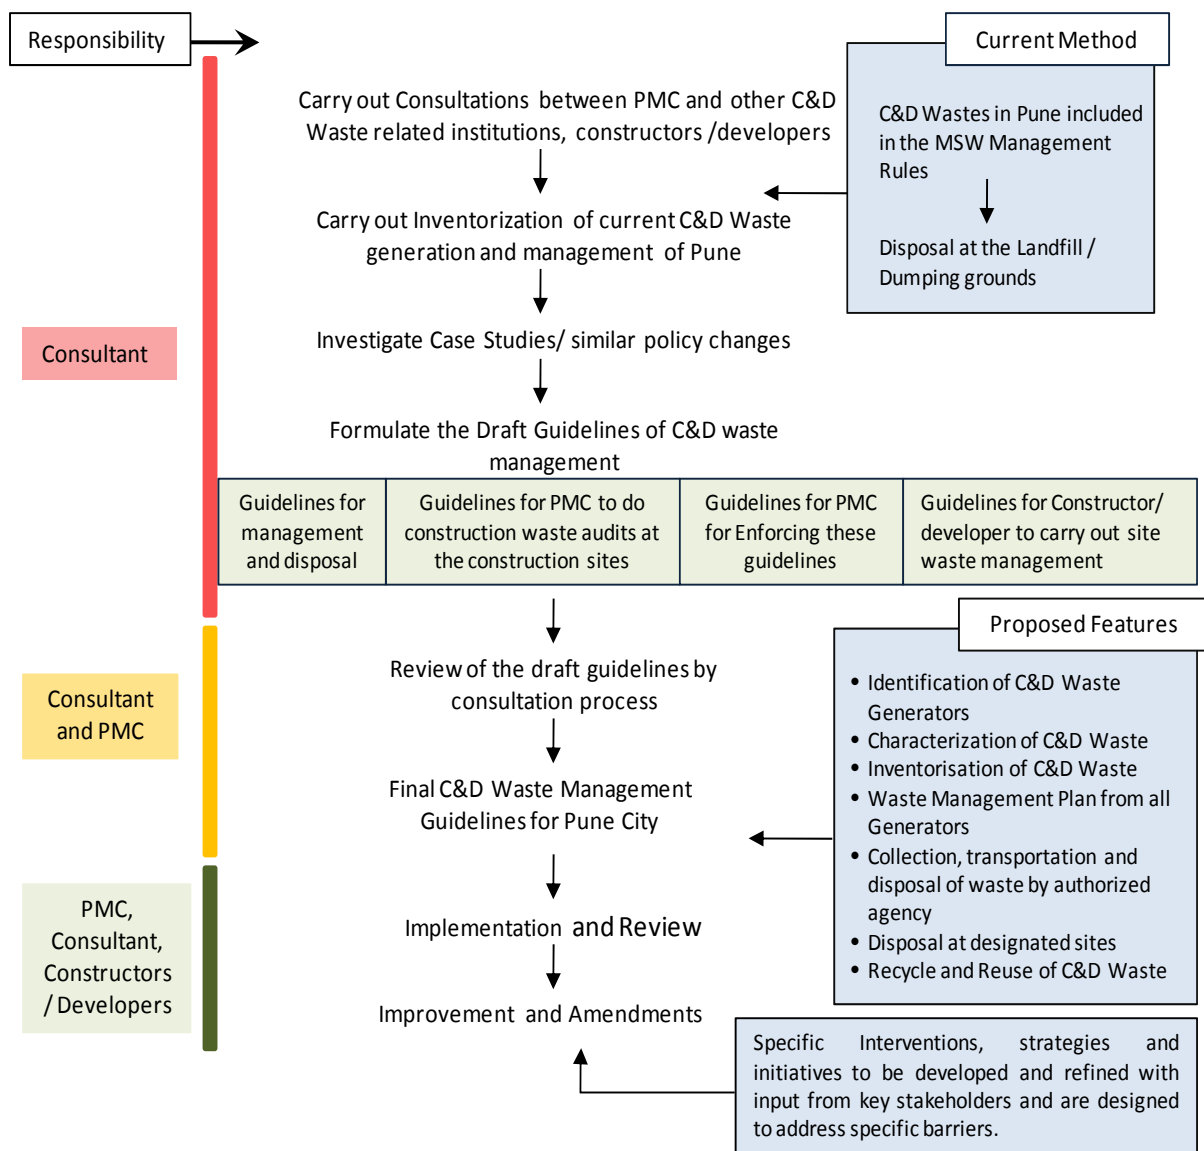 Responsibility
Current Method
Carry out Consultations between PMC and other C&D
Waste related institutions, constructors /developers
C&D Wastes in Pune included
in the MSW Management
Rules
Disposal at the Landfill /
Dumping grounds
Carry out Inventorization of current C&D Waste
generation and management of Pune
Investigate Case Studies/ similar policy changes
Consultant
Formulate the Draft Guidelines of C&D waste
management
Guidelines for
management
and disposal
Guidelines for PMC to do
construction waste audits at
the construction sites
Guidelines for PMC
for Enforcing these
guidelines
Guidelines for Constructor/
developer to carry out site
waste management
Consultant
and PMC
Review of the draft guidelines by
consultation process
Final C&D Waste Management
Guidelines for Pune City
Proposed Features
• Identification of C&D Waste
Generators
• Characterization of C&D Waste
• Inventorisation of C&D Waste
• Waste Management Plan from all
Generators
• Collection, transportation and
disposal of waste by authorized
agency
• Disposal at designated sites
• Recycle and Reuse of C&D Waste
PMC,
Consultant,
Constructors
/ Developers
Implementation and Review
Improvement and Amendments
Specific Interventions, strategies and
initiatives to be developed and refined with
input from key stakeholders and are designed
to address specific barriers.